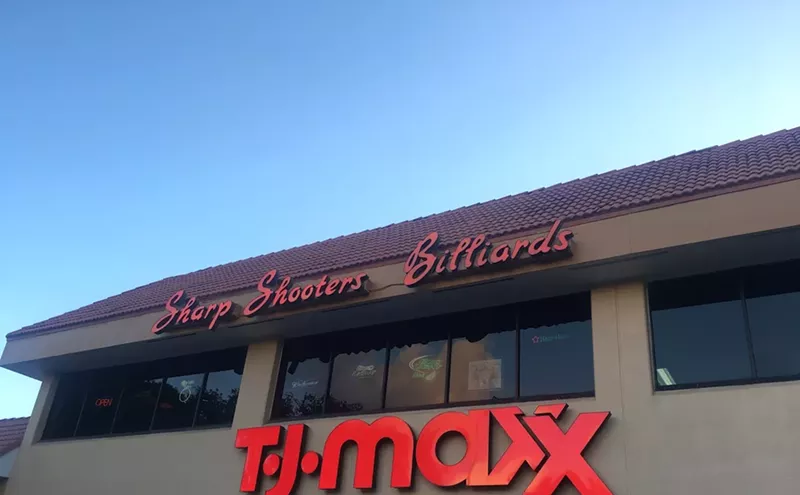 Sharp Shooters Billiards
OPEN
T·J·maxx